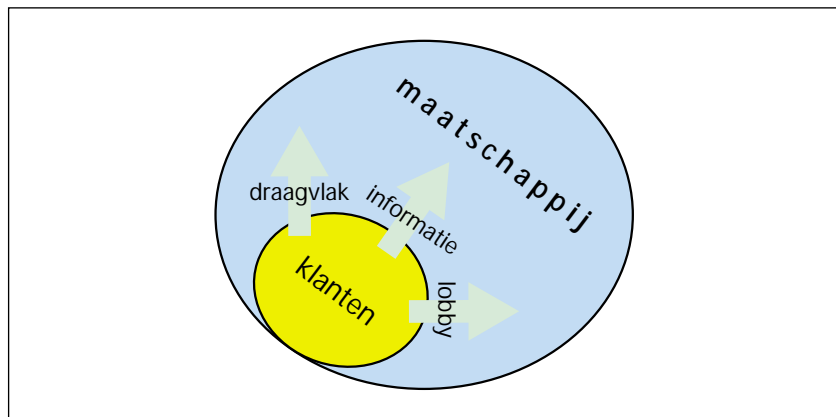 maatschappij
draagvlak
informatie
klanten
lobby